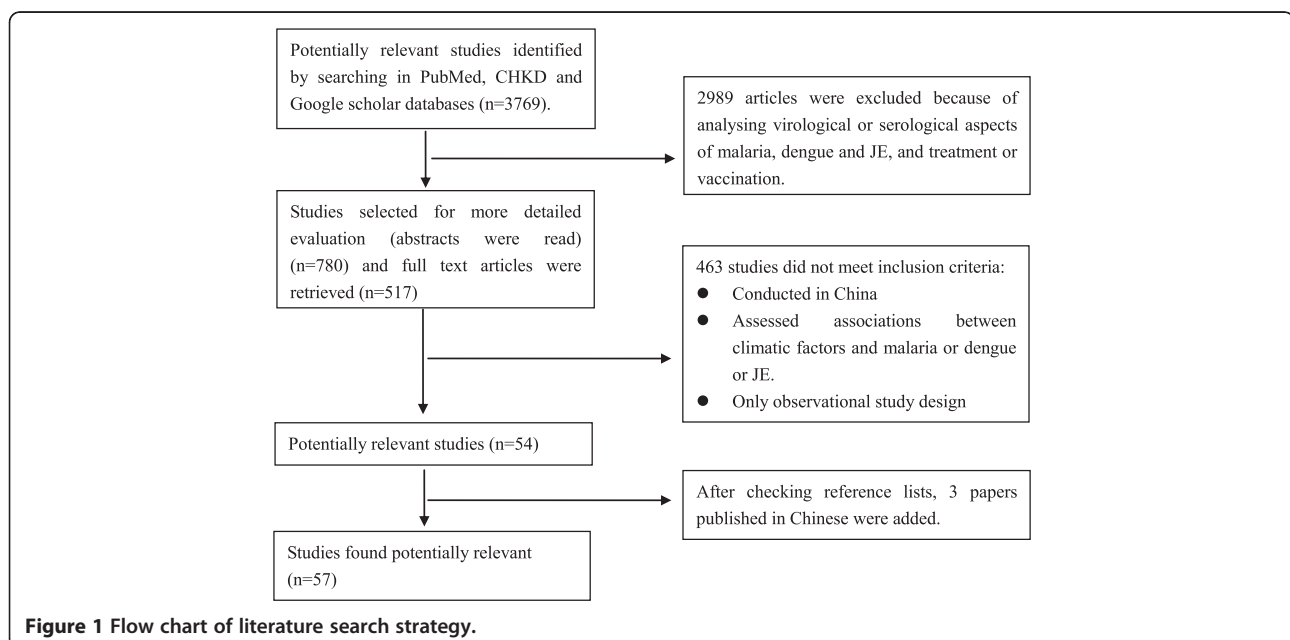 Potentially relevant studies identified
by searching in PubMed, CHKD and
Google scholar databases (n=3769).
2989 articles were excluded because of
analysing virological or serological aspects
of malaria, dengue and JE, and treatment or
vaccination.
Studies selected for more detailed
evaluation (abstracts were read)
(n=780) and full text articles were
retrieved (n=517)
463 studies did not meet inclusion criteria:
● Conducted in China
● Assessed associations between
climatic factors and malaria or dengue
or JE.
● Only observational study design
Potentially relevant studies (n=54)
After checking reference lists, 3 papers
published in Chinese were added.
Studies found potentially relevant
(n=57)
Figure 1 Flow chart of literature search strategy.